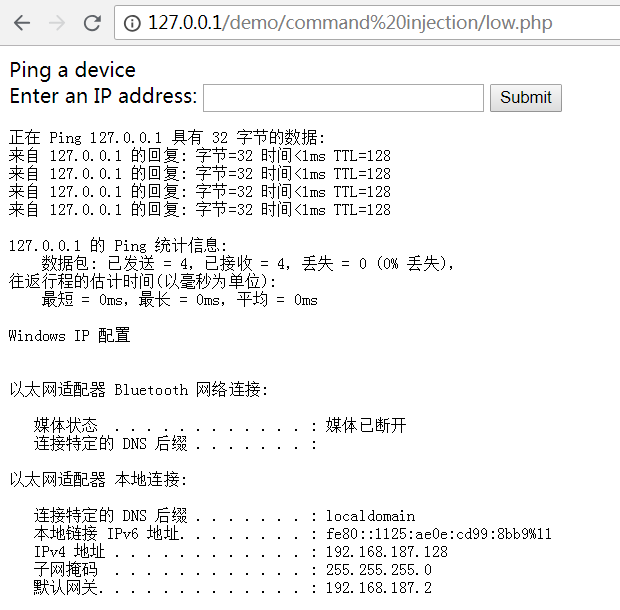 127.0.0.1/demo/command%20injection/low.php
Ping a device
Enter an IP address: Submit
正在 Ping 127.0.0.1 具有 32 字节的数据:
来自 127.0.0.1 的回复: 字节=32 时间<1ms TTL=128
来自 127.0.0.1 的回复: 字节=32 时间<1ms TTL=128
来自 127.0.0.1 的回复: 字节=32 时间<1ms TTL=128
来自 127.0.0.1 的回复: 字节=32 时间<1ms TTL=128
127.0.0.1 的 Ping 统计信息:
数据包: 已发送 = 4，已接收 = 4，丢失 = 0 (0% 丢失)，
往返行程的估计时间(以毫秒为单位):
最短 = 0ms，最长 = 0ms，平均 = 0ms
Windows IP 配置
以太网适配器 Bluetooth 网络连接:
媒体状态 . . . . . . . . . . . . : 媒体已断开
连接特定的 DNS 后缀 . . . . . . . :
以太网适配器 本地连接:
连接特定的 DNS 后缀 . . . . . . . : localdomain
本地链接 IPv6 地址. . . . . . . . : fe80::1125:ae0e:cd99:8bb9%11
IPv4 地址 . . . . . . . . . . . . : 192.168.187.128
子网掩码 . . . . . . . . . . . . : 255.255.255.0
默认网关. . . . . . . . . . . . . : 192.168.187.2